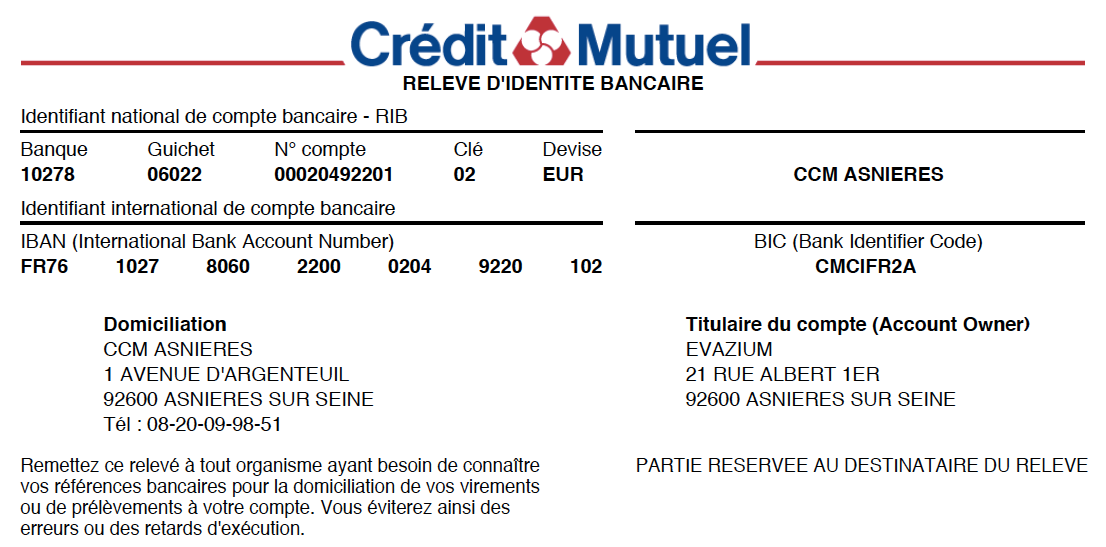 Crédit Mutuel
RELEVE D'IDENTITE BANCAIRE
Identifiant national de compte bancaire - RIB
Banque Guichet N° compte Clé Devise
10278 06022 00020492201 02 EUR
CCM ASNIERES
Identifiant international de compte bancaire
IBAN (International Bank Account Number)
FR76 1027 8060 2200 0204 9220 102
BIC (Bank Identifier Code)
CMCIFR2A
Domiciliation
CCM ASNIERES
1 AVENUE D'ARGENTEUIL
92600 ASNIERES SUR SEINE
Tél : 08-20-09-98-51
Titulaire du compte (Account Owner)
EVAZIUM
21 RUE ALBERT 1ER
92600 ASNIERES SUR SEINE
Remettez ce relevé à tout organisme ayant besoin de connaître
vos références bancaires pour la domiciliation de vos virements
ou de prélèvements à votre compte. Vous éviterez ainsi des
erreurs ou des retards d'exécution.
PARTIE RESERVEE AU DESTINATAIRE DU RELEVE